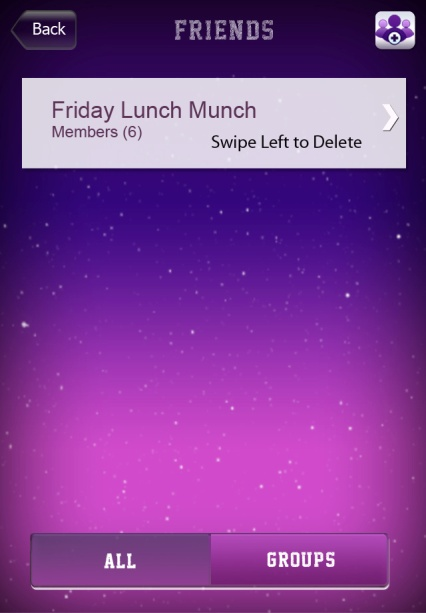 Back
FRIENDS
Friday Lunch Munch
Members (6)
Swipe Left to Delete
ALL
GROUPS